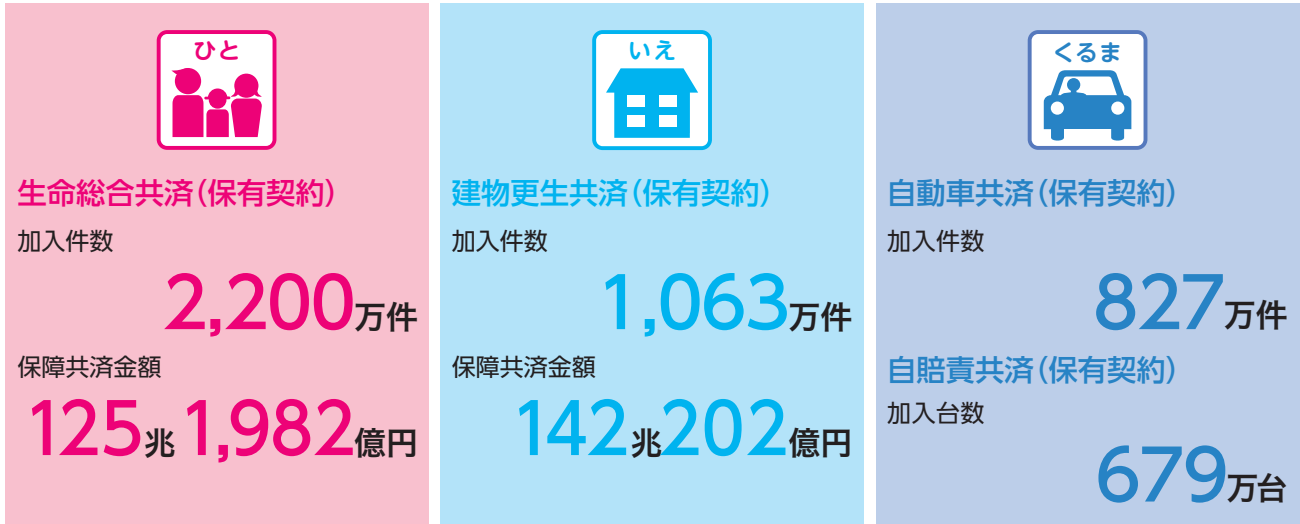 ひと
生命総合共済(保有契約)
加入件数
2,200万件
保障共済金額
125兆1,982億円
いえ
建物更生共済(保有契約)
加入件数
1,063万件
保障共済金額
142兆202億円
くるま
自動車共済(保有契約)
加入件数
827万件
自賠責共済(保有契約)
加入台数
679万台